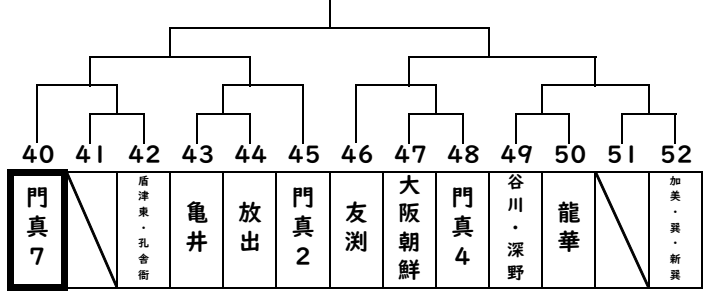 40 41 42 43 44 45 46 47 48 49 50 51 52
門真7
盾津東・孔舎衙
亀井
放出
門真2
友渕
大阪朝鮮
門真4
谷川・深野
龍華
加美・巽・新巽